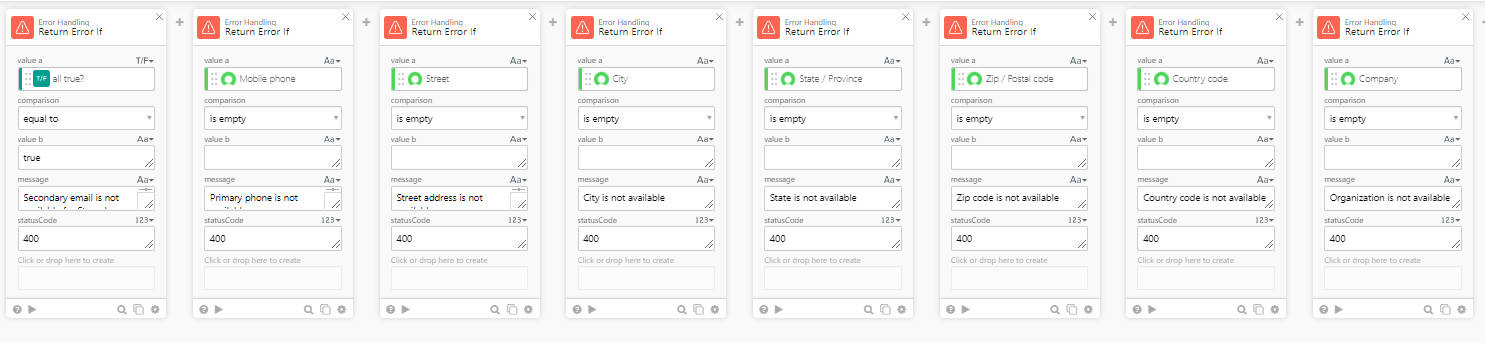 Error Handling
Return Error If
value a
T/F
T/F
all true?
comparison
equal to
value b
Aa
true
message
Aa
Secondary email is not
statusCode
123
400
Click or drop here to create
Error Handling
Return Error If
value a
Aa
Mobile phone
comparison
is empty
value b
Aa
message
Aa
Primary phone is not
statusCode
123
400
Click or drop here to create
Error Handling
Return Error If
value a
Aa
Street
comparison
is empty
value b
Aa
message
Aa
Street address is not
statusCode
123
400
Click or drop here to create
Error Handling
Return Error If
value a
Aa
City
comparison
is empty
value b
Aa
message
Aa
City is not available
statusCode
123
400
Click or drop here to create
Error Handling
Return Error If
value a
Aa
State / Province
comparison
is empty
value b
Aa
message
Aa
State is not available
statusCode
123
400
Click or drop here to create
Error Handling
Return Error If
value a
Aa
Zip / Postal code
comparison
is empty
value b
Aa
message
Aa
Zip code is not available
statusCode
123
400
Click or drop here to create
Error Handling
Return Error If
value a
Aa
Country code
comparison
is empty
value b
Aa
message
Aa
Country code is not available
statusCode
123
400
Click or drop here to create
Error Handling
Return Error If
value a
Aa
Company
comparison
is empty
value b
Aa
message
Aa
Organization is not available
statusCode
123
400
Click or drop here to create